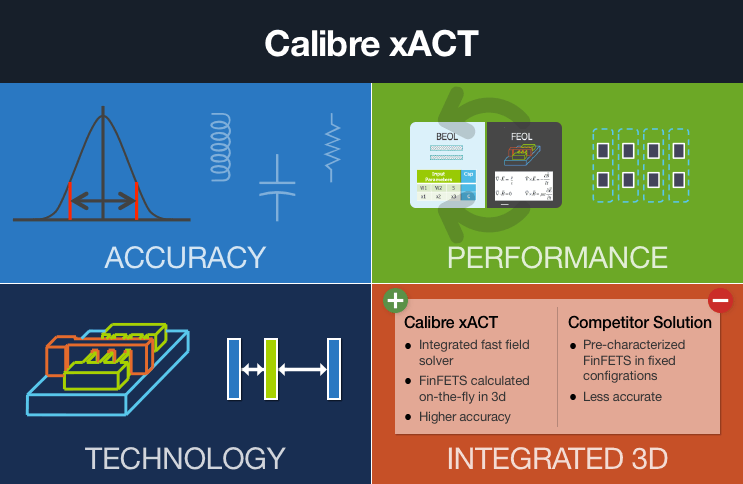 Calibre xACT
BEOL
FEOL
Input
Parameters
Cap
W1 W2 S
x1 x2 x3
ACCURACY
PERFORMANCE
Calibre xACT
Integrated fast field
solver
FinFETS calculated
on-the-fly in 3d
Higher accuracy
Competitor Solution
Pre-characterized
FinFETS in fixed
configrations
Less accurate
TECHNOLOGY
INTEGRATED 3D